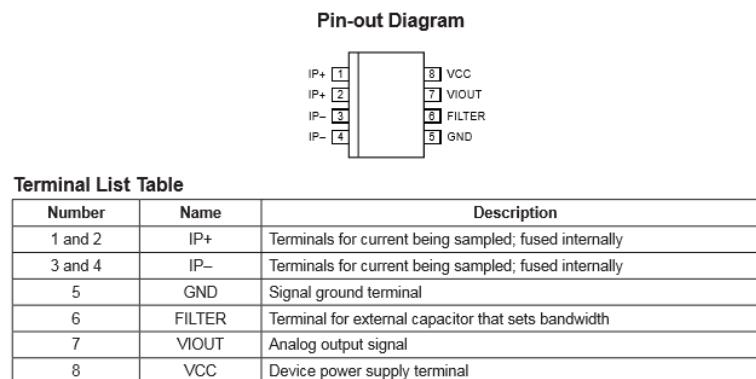 Pin-out Diagram
IP+ 1 8 VCC
IP+ 2 7 VIOUT
IP– 3 6 FILTER
IP– 4 5 GND
Terminal List Table
Number Name Description
1 and 2 IP+ Terminals for current being sampled; fused internally
3 and 4 IP– Terminals for current being sampled; fused internally
5 GND Signal ground terminal
6 FILTER Terminal for external capacitor that sets bandwidth
7 VIOUT Analog output signal
8 VCC Device power supply terminal